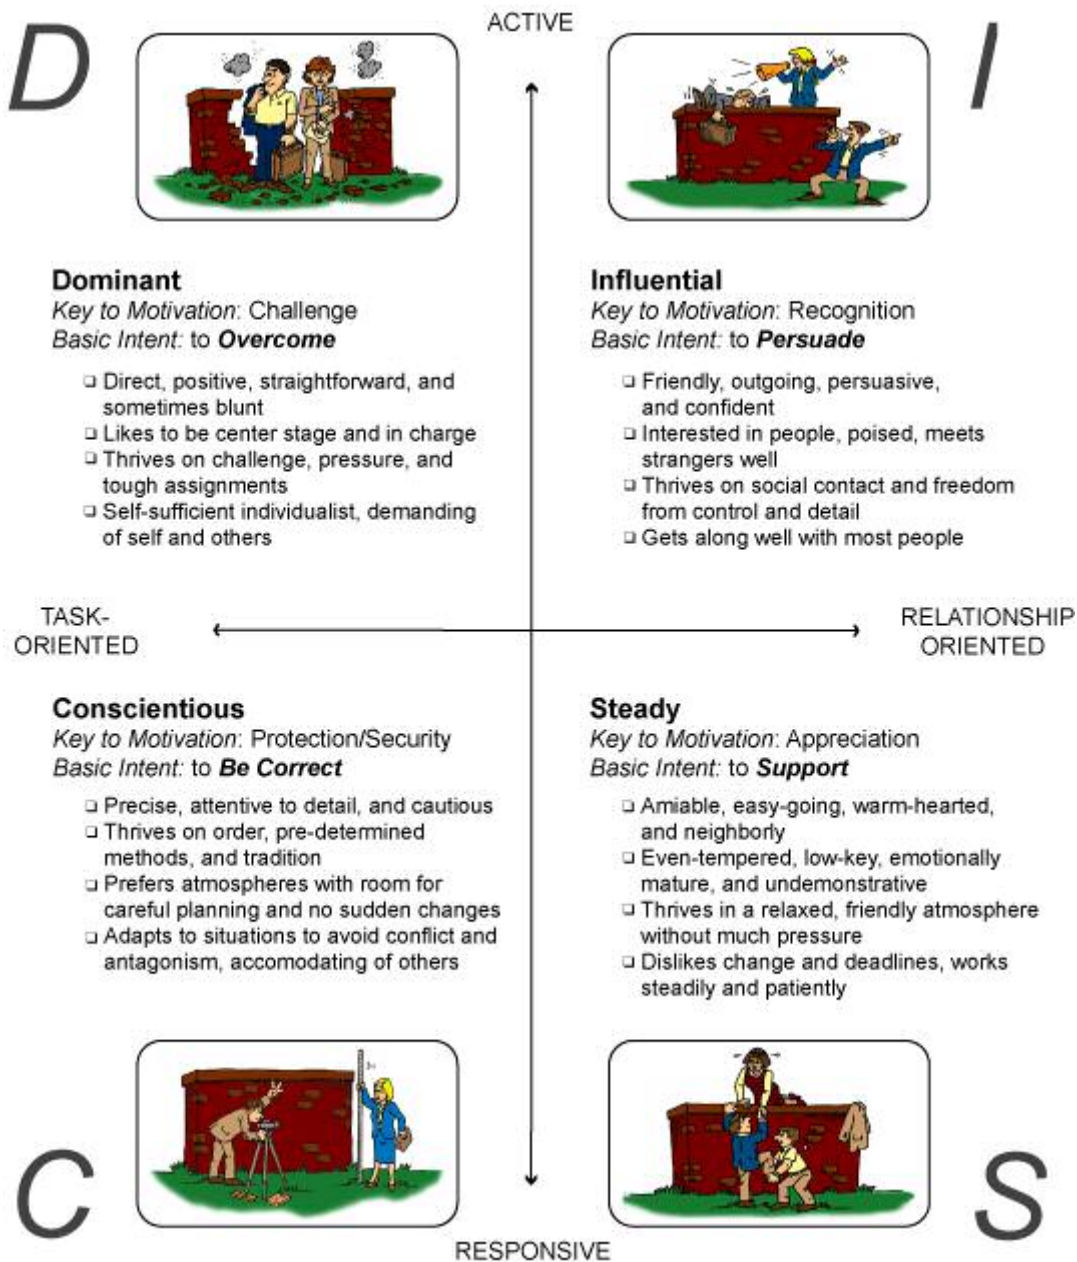 ACTIVE
D
I
Dominant
Key to Motivation: Challenge
Basic Intent: to Overcome
❑ Direct, positive, straightforward, and
sometimes blunt
❑ Likes to be center stage and in charge
❑ Thrives on challenge, pressure, and
tough assignments
❑ Self-sufficient individualist, demanding
of self and others
Influential
Key to Motivation: Recognition
Basic Intent: to Persuade
❑ Friendly, outgoing, persuasive,
and confident
❑ Interested in people, poised, meets
strangers well
❑ Thrives on social contact and freedom
from control and detail
❑ Gets along well with most people
TASK-
ORIENTED
RELATIONSHIP
ORIENTED
Conscientious
Key to Motivation: Protection/Security
Basic Intent: to Be Correct
❑ Precise, attentive to detail, and cautious
❑ Thrives on order, pre-determined
methods, and tradition
❑ Prefers atmospheres with room for
careful planning and no sudden changes
❑ Adapts to situations to avoid conflict and
antagonism, accomodating of others
Steady
Key to Motivation: Appreciation
Basic Intent: to Support
❑ Amiable, easy-going, warm-hearted,
and neighborly
❑ Even-tempered, low-key, emotionally
mature, and undemonstrative
❑ Thrives in a relaxed, friendly atmosphere
without much pressure
❑ Dislikes change and deadlines, works
steadily and patiently
C
S
RESPONSIVE